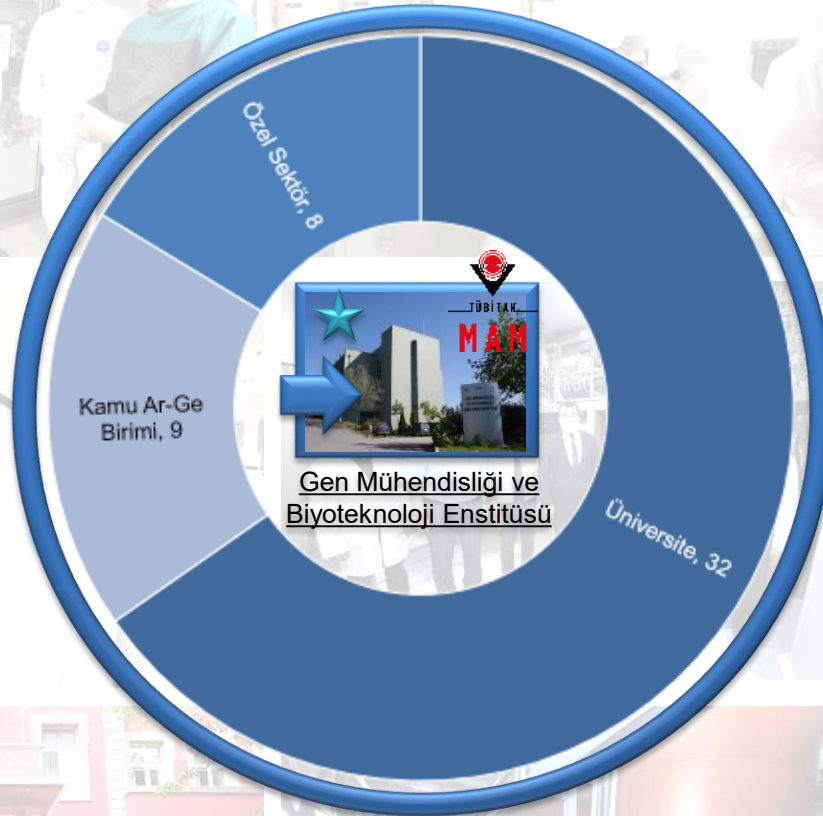 Özel Sektör, 8
Kamu Ar-Ge
Birimi, 9
Üniversite, 32
TÜBİTAK
MAM
Gen Mühendisliği ve
Biyoteknoloji Enstitüsü